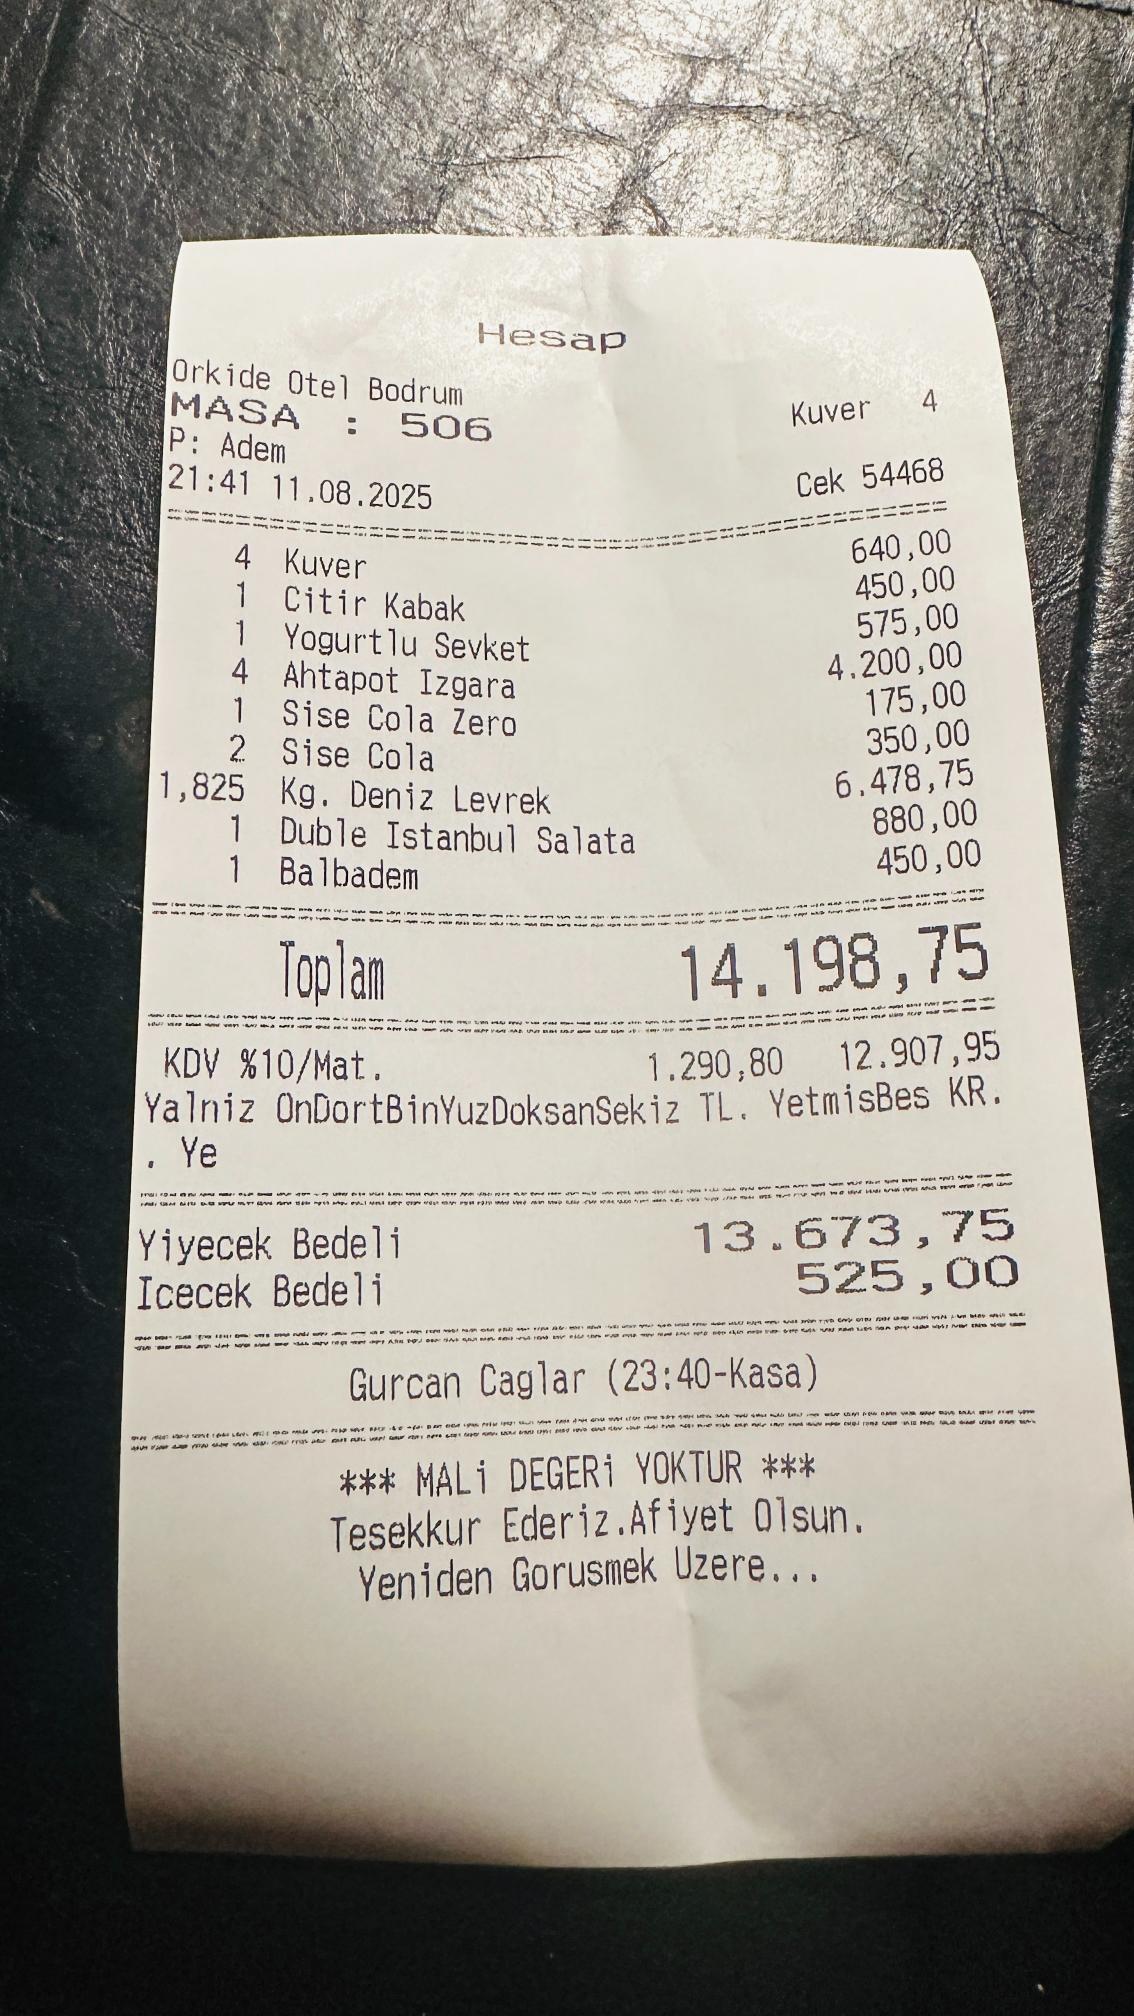 Hesap
Orkide Otel Bodrum
MASA : 506 Kuver 4
P: Adem
21:41 11.08.2025 Cek 54468
4 Kuver 640,00
1 Citir Kabak 450,00
1 Yogurtlu Sevket 575,00
4 Ahtapot Izgara 4.200,00
1 Sise Cola Zero 175,00
2 Sise Cola 350,00
1,825 Kg. Deniz Levrek 6.478,75
1 Duble Istanbul Salata 880,00
1 Balbadem 450,00
Toplam 14.198,75
KDV %10/Mat. 1.290,80 12.907,95
Yalniz OnDortBinYuzDoksanSekiz TL. YetmisBes KR.
. Ye
Yiyecek Bedeli 13.673,75
Icecek Bedeli 525,00
Gurcan Caglar (23:40-Kasa)
*** MALi DEGERi YOKTUR ***
Tesekkur Ederiz.Afiyet Olsun.
Yeniden Gorusmek Uzere...